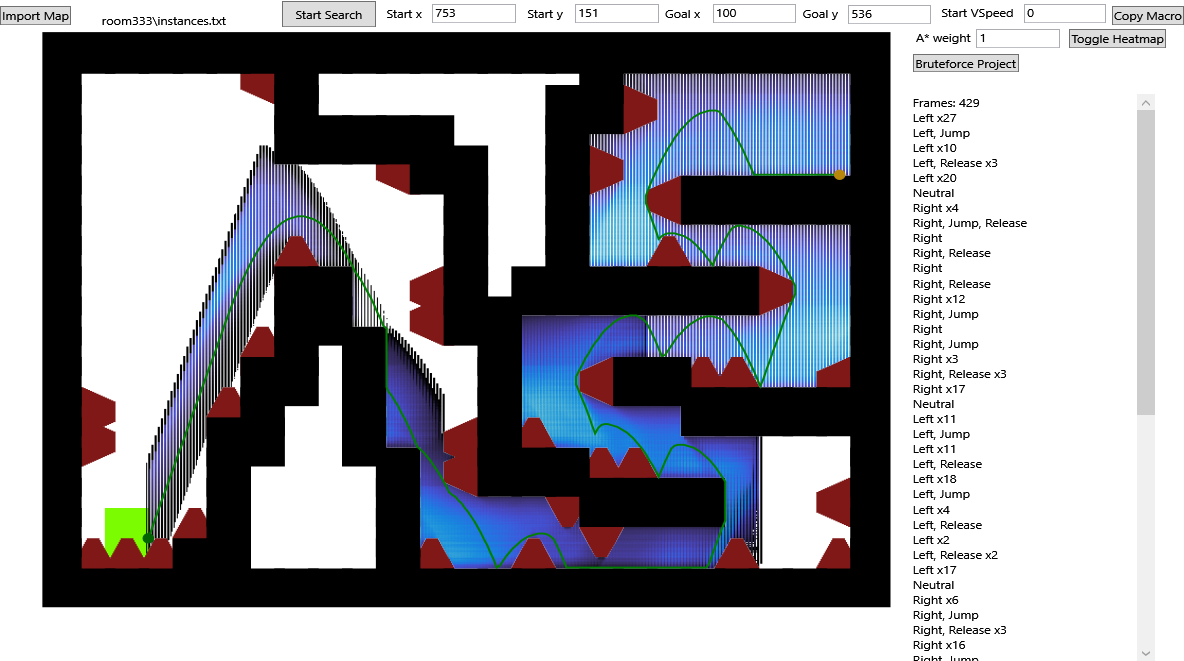 Import Map
room333\instances.txt
Start Search
Start x 753
Start y 151
Goal x 100
Goal y 536
Start VSpeed 0
Copy Macro
A* weight 1
Toggle Heatmap
Bruteforce Project
Frames: 429
Left x27
Left, Jump
Left x10
Left, Release x3
Left x20
Neutral
Right x4
Right, Jump, Release
Right
Right, Release
Right
Right, Release
Right x12
Right, Jump
Right
Right, Jump
Right x3
Right, Release x3
Right x17
Neutral
Left x11
Left, Jump
Left x11
Left, Release
Left x18
Left, Jump
Left x4
Left, Release
Left x2
Left, Release x2
Left x17
Neutral
Right x6
Right, Jump
Right, Release x3
Right x16
Right, Jump